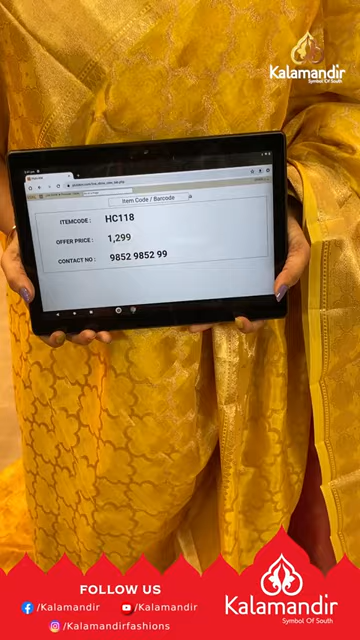 Kalamandir
Symbol Of South
Item Code / Barcode
ITEMCODE : HC118
OFFER PRICE : 1,299
CONTACT NO : 9852 9852 99
FOLLOW US
/Kalamandir /Kalamandir
/Kalamandirfashions
Kalamandir
Symbol Of South